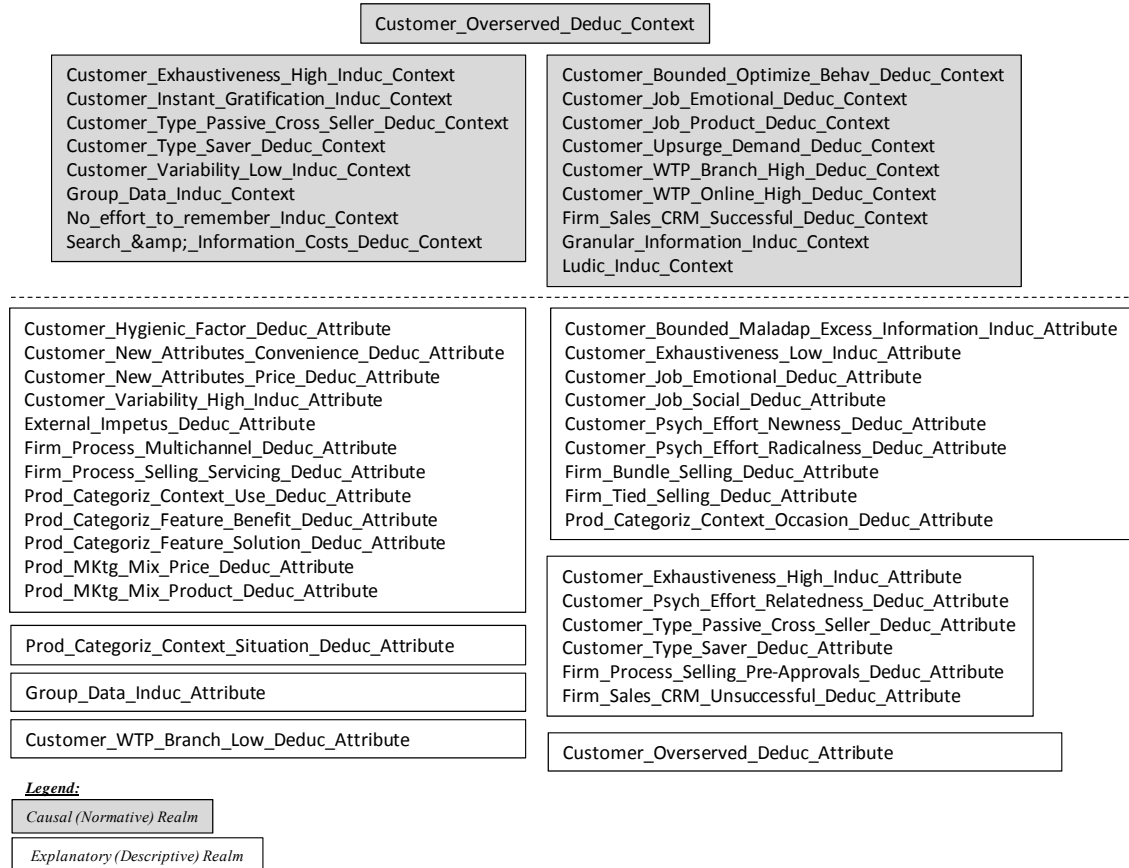 Customer_Overserved_Deduc_Context
Customer_Exhaustiveness_High_Induc_Context
Customer_Instant_Gratification_Induc_Context
Customer_Type_Passive_Cross_Seller_Deduc_Context
Customer_Type_Saver_Deduc_Context
Customer_Variability_Low_Induc_Context
Group_Data_Induc_Context
No_effort_to_remember_Induc_Context
Search_&amp;_Information_Costs_Deduc_Context
Customer_Bounded_Optimize_Behav_Deduc_Context
Customer_Job_Emotional_Deduc_Context
Customer_Job_Product_Deduc_Context
Customer_Upsurge_Demand_Deduc_Context
Customer_WTP_Branch_High_Deduc_Context
Customer_WTP_Online_High_Deduc_Context
Firm_Sales_CRM_Successful_Deduc_Context
Granular_Information_Induc_Context
Ludic_Induc_Context
Customer_Hygienic_Factor_Deduc_Attribute
Customer_New_Attributes_Convenience_Deduc_Attribute
Customer_New_Attributes_Price_Deduc_Attribute
Customer_Variability_High_Induc_Attribute
External_Impetus_Deduc_Attribute
Firm_Process_Multichannel_Deduc_Attribute
Firm_Process_Selling_Servicing_Deduc_Attribute
Prod_Categoriz_Context_Use_Deduc_Attribute
Prod_Categoriz_Feature_Benefit_Deduc_Attribute
Prod_Categoriz_Feature_Solution_Deduc_Attribute
Prod_MKtg_Mix_Price_Deduc_Attribute
Prod_MKtg_Mix_Product_Deduc_Attribute
Prod_Categoriz_Context_Situation_Deduc_Attribute
Group_Data_Induc_Attribute
Customer_WTP_Branch_Low_Deduc_Attribute
Customer_Bounded_Maladap_Excess_Information_Induc_Attribute
Customer_Exhaustiveness_Low_Induc_Attribute
Customer_Job_Emotional_Deduc_Attribute
Customer_Job_Social_Deduc_Attribute
Customer_Psych_Effort_Newness_Deduc_Attribute
Customer_Psych_Effort_Radicalness_Deduc_Attribute
Firm_Bundle_Selling_Deduc_Attribute
Firm_Tied_Selling_Deduc_Attribute
Prod_Categoriz_Context_Occasion_Deduc_Attribute
Customer_Exhaustiveness_High_Induc_Attribute
Customer_Psych_Effort_Relatedness_Deduc_Attribute
Customer_Type_Passive_Cross_Seller_Deduc_Attribute
Customer_Type_Saver_Deduc_Attribute
Firm_Process_Selling_Pre-Approvals_Deduc_Attribute
Firm_Sales_CRM_Unsuccessful_Deduc_Attribute
Customer_Overserved_Deduc_Attribute
Legend:
Causal (Normative) Realm
Explanatory (Descriptive) Realm